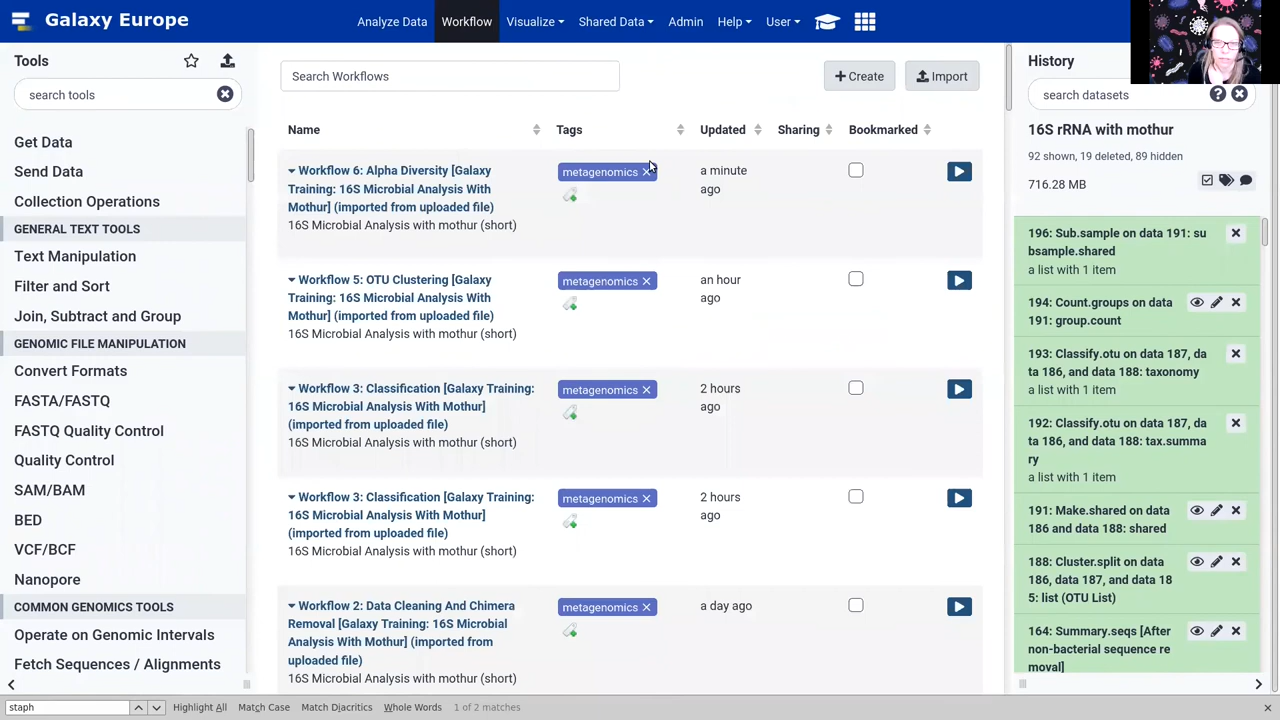 Galaxy Europe
Analyze Data
Workflow
Visualize
Shared Data
Admin
Help
User
Tools
search tools
Get Data
Send Data
Collection Operations
GENERAL TEXT TOOLS
Text Manipulation
Filter and Sort
Join, Subtract and Group
GENOMIC FILE MANIPULATION
Convert Formats
FASTA/FASTQ
FASTQ Quality Control
Quality Control
SAM/BAM
BED
VCF/BCF
Nanopore
COMMON GENOMICS TOOLS
Operate on Genomic Intervals
Fetch Sequences / Alignments
Search Workflows
Create
Import
Name
Tags
Updated
Sharing
Bookmarked
Workflow 6: Alpha Diversity [Galaxy
Training: 16S Microbial Analysis With
Mothur] (imported from uploaded file)
16S Microbial Analysis with mothur (short)
metagenomics
a minute
ago
Workflow 5: OTU Clustering [Galaxy
Training: 16S Microbial Analysis With
Mothur] (imported from uploaded file)
16S Microbial Analysis with mothur (short)
metagenomics
an hour
ago
Workflow 3: Classification [Galaxy Training:
16S Microbial Analysis With Mothur]
(imported from uploaded file)
16S Microbial Analysis with mothur (short)
metagenomics
2 hours
ago
Workflow 3: Classification [Galaxy Training:
16S Microbial Analysis With Mothur]
(imported from uploaded file)
16S Microbial Analysis with mothur (short)
metagenomics
2 hours
ago
Workflow 2: Data Cleaning And Chimera
Removal [Galaxy Training: 16S Microbial
Analysis With Mothur] (imported from
uploaded file)
16S Microbial Analysis with mothur (short)
metagenomics
a day ago
History
search datasets
16S rRNA with mothur
92 shown, 19 deleted, 89 hidden
716.28 MB
196: Sub.sample on data 191: su
bsample.shared
a list with 1 item
194: Count.groups on data
191: group.count
193: Classify.otu on data 187, da
ta 186, and data 188: taxonomy
a list with 1 item
192: Classify.otu on data 187, da
ta 186, and data 188: tax.summa
ry
a list with 1 item
191: Make.shared on data
186 and data 188: shared
188: Cluster.split on data
186, data 187, and data 18
5: list (OTU List)
164: Summary.seqs [After
non-bacterial sequence re
moval]
staph
Highlight All
Match Case
Match Diacritics
Whole Words
1 of 2 matches